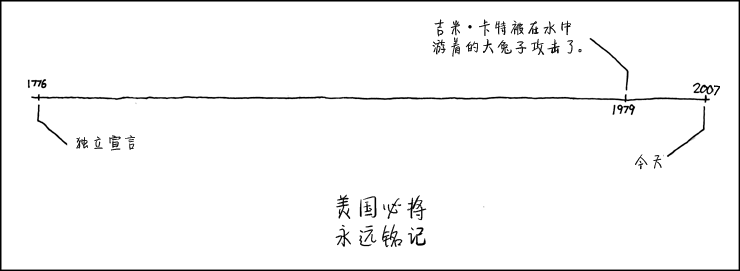 吉米·卡特被在水中
游着的大兔子攻击了。
1776
2007
1979
独立宣言
今天
美国必将
永远铭记